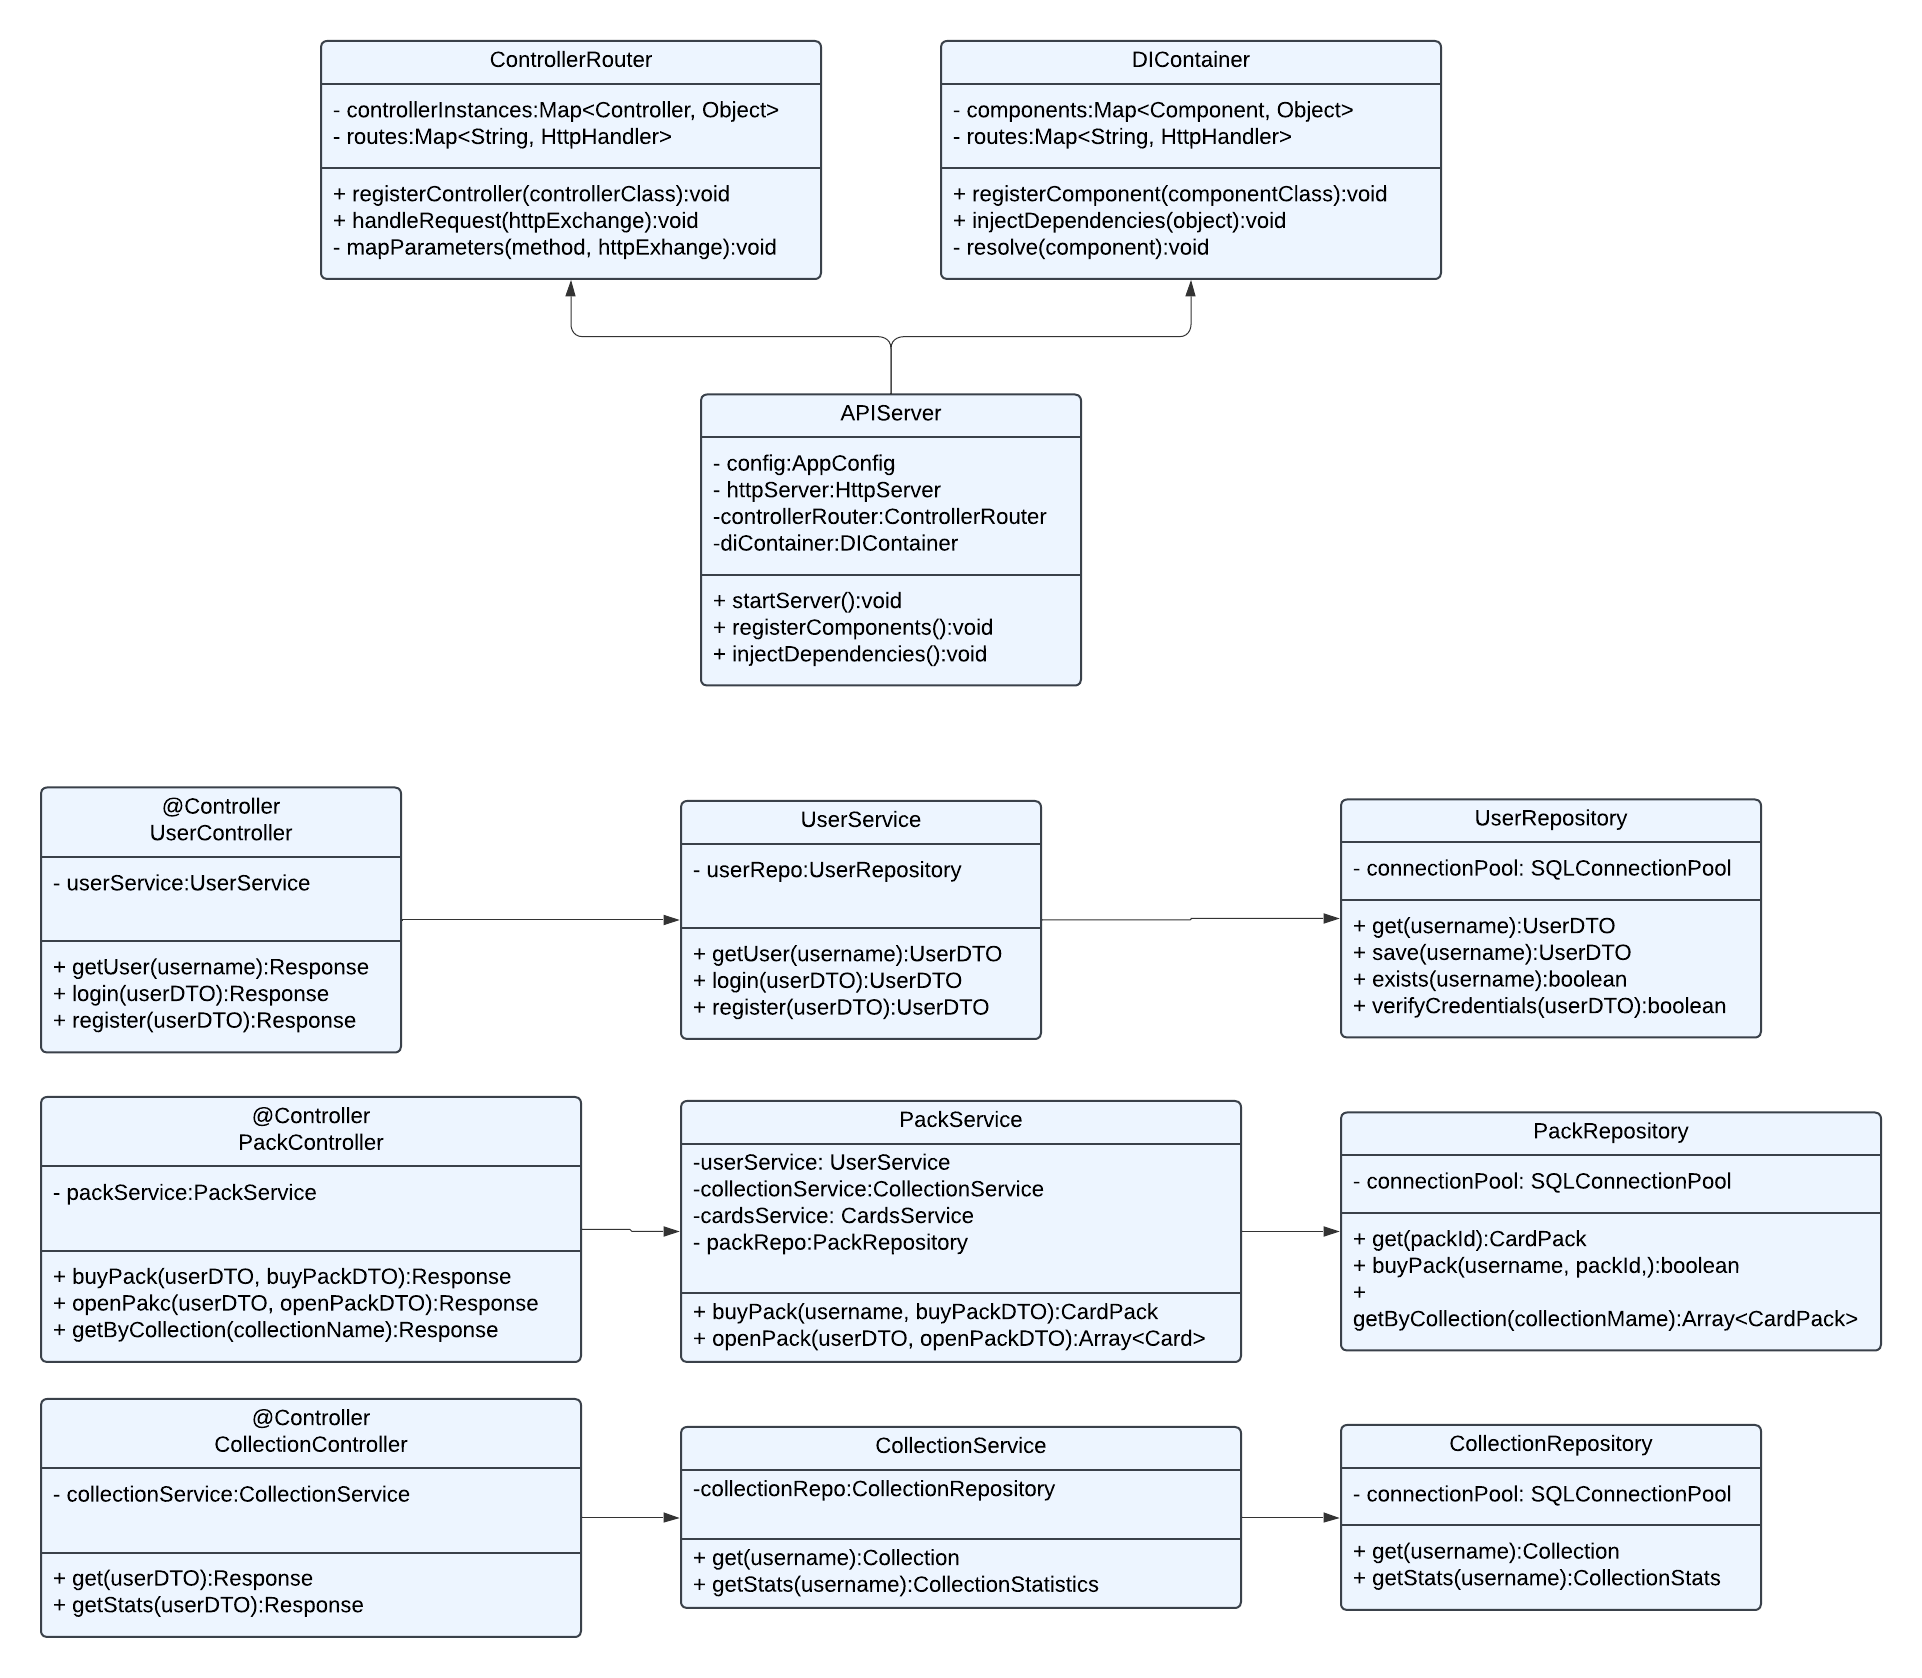 ControllerRouter
- controllerInstances:Map<Controller, Object>
- routes:Map<String, HttpHandler>
+ registerController(controllerClass):void
+ handleRequest(httpExchange):void
- mapParameters(method, httpExhange):void
DIContainer
- components:Map<Component, Object>
- routes:Map<String, HttpHandler>
+ registerComponent(componentClass):void
+ injectDependencies(object):void
- resolve(component):void
APIServer
- config:AppConfig
- httpServer:HttpServer
-controllerRouter:ControllerRouter
-diContainer:DIContainer
+ startServer():void
+ registerComponents():void
+ injectDependencies():void
@Controller
UserController
- userService:UserService
+ getUser(username):Response
+ login(userDTO):Response
+ register(userDTO):Response
UserService
- userRepo:UserRepository
+ getUser(username):UserDTO
+ login(userDTO):UserDTO
+ register(userDTO):UserDTO
UserRepository
- connectionPool: SQLConnectionPool
+ get(username):UserDTO
+ save(username):UserDTO
+ exists(username):boolean
+ verifyCredentials(userDTO):boolean
@Controller
PackController
- packService:PackService
+ buyPack(userDTO, buyPackDTO):Response
+ openPakc(userDTO, openPackDTO):Response
+ getByCollection(collectionName):Response
PackService
-userService: UserService
-collectionService:CollectionService
-cardsService: CardsService
- packRepo:PackRepository
+ buyPack(username, buyPackDTO):CardPack
+ openPack(userDTO, openPackDTO):Array<Card>
PackRepository
- connectionPool: SQLConnectionPool
+ get(packId):CardPack
+ buyPack(username, packId,):boolean
+
getByCollection(collectionMame):Array<CardPack>
@Controller
CollectionController
- collectionService:CollectionService
+ get(userDTO):Response
+ getStats(userDTO):Response
CollectionService
-collectionRepo:CollectionRepository
+ get(username):Collection
+ getStats(username):CollectionStatistics
CollectionRepository
- connectionPool: SQLConnectionPool
+ get(username):Collection
+ getStats(username):CollectionStats